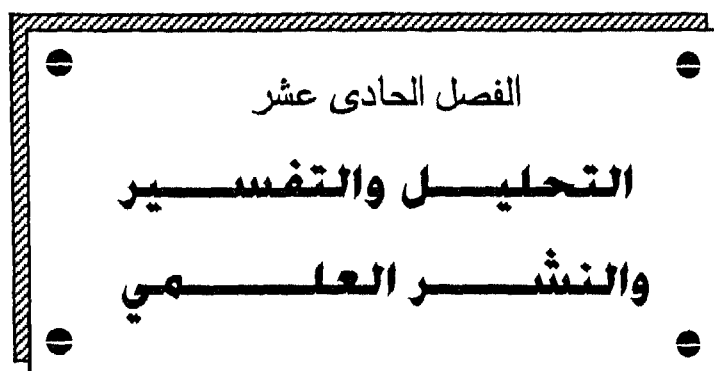 الفصل الحادى عشر
التحليل والتفسير
والنشر العلمي